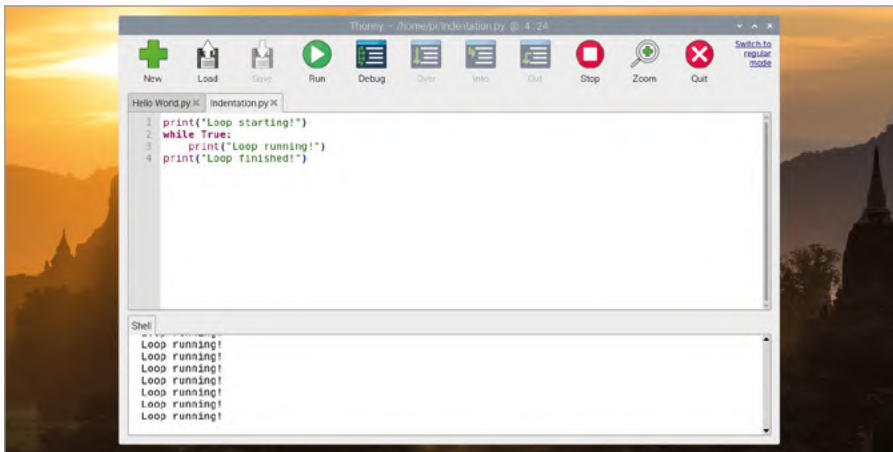 Thonny - /home/pi/Indentation.py @ 4 : 24
New Load Save Run Debug Over Into Out Stop Zoom Quit
Switch to
regular
mode
Hello World.py Indentation.py
1 print("Loop starting!")
2 while True:
3 print("Loop running!")
4 print("Loop finished!")
Shell
Loop running!
Loop running!
Loop running!
Loop running!
Loop running!
Loop running!
Loop running!